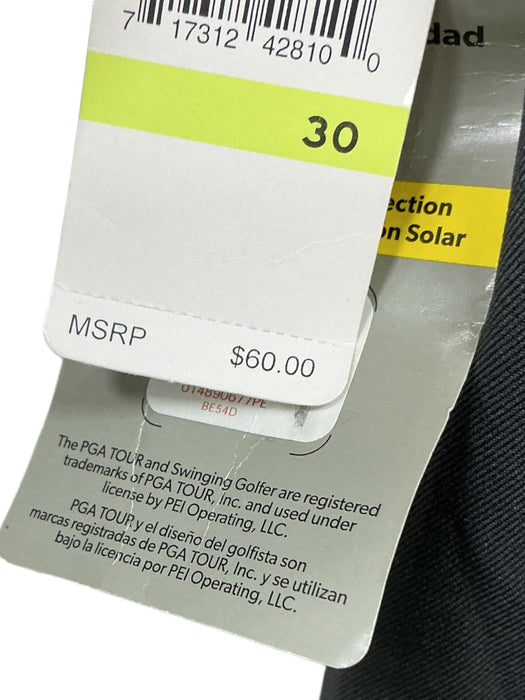 7 17312 42810 0
dad
30
ection
on Solar
MSRP $60.00
014890677PE
BE54D
The PGA TOUR and Swinging Golfer are registered
trademarks of PGA TOUR, inc. and used under
license by PEI Operating, LLC.
PGA TOUR y el diseño del golfista son
marcas registradas de PGA TOUR, Inc. y se utilizan
bajo la licencia por PEI Operating, LLC.